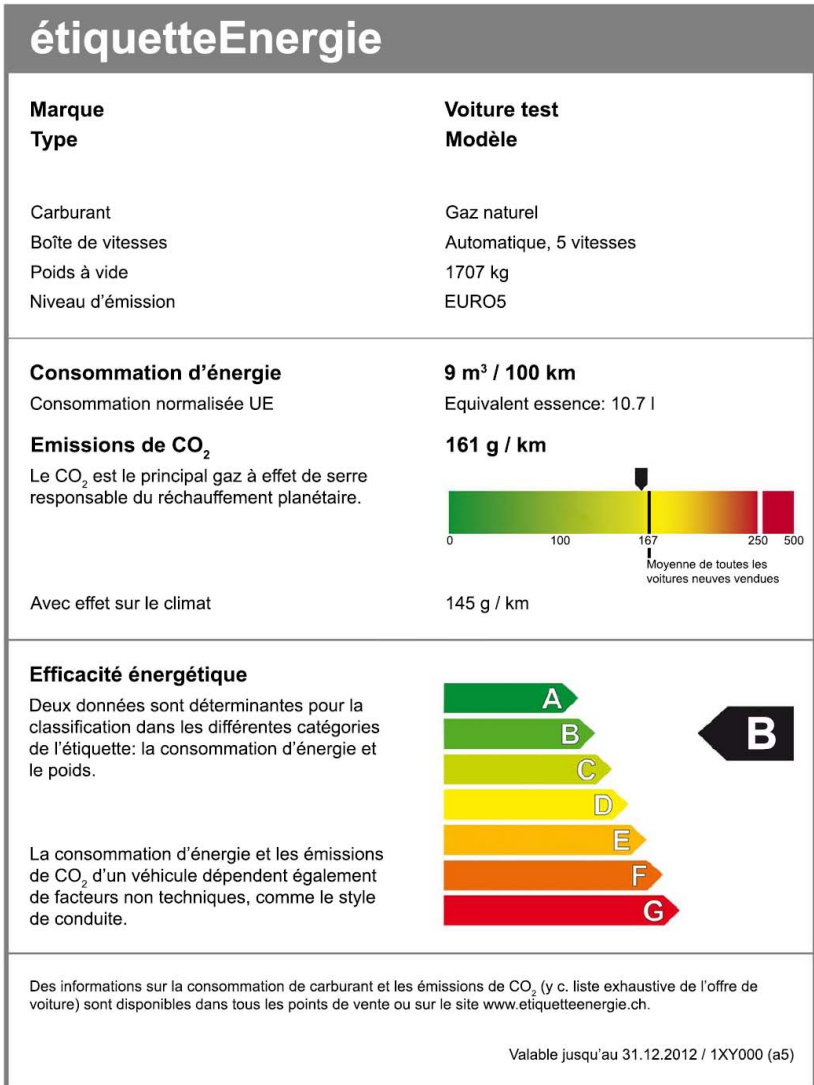 étiquetteEnergie
Marque Voiture test
Type Modèle
Carburant Gaz naturel
Boîte de vitesses Automatique, 5 vitesses
Poids à vide 1707 kg
Niveau d’émission EURO5
Consommation d’énergie 9 m³ / 100 km
Consommation normalisée UE Equivalent essence: 10.7 l
Emissions de CO₂ 161 g / km
Le CO₂ est le principal gaz à effet de serre
responsable du réchauffement planétaire.
0 100 167 250 500
Moyenne de toutes les
voitures neuves vendues
Avec effet sur le climat 145 g / km
Efficacité énergétique
Deux données sont déterminantes pour la
classification dans les différentes catégories
de l’étiquette: la consommation d’énergie et
le poids.
La consommation d’énergie et les émissions
de CO₂ d’un véhicule dépendent également
de facteurs non techniques, comme le style
de conduite.
A
B B
C
D
E
F
G
Des informations sur la consommation de carburant et les émissions de CO₂ (y c. liste exhaustive de l’offre de
voiture) sont disponibles dans tous les points de vente ou sur le site www.etiquetteenergie.ch.
Valable jusqu’au 31.12.2012 / 1XY000 (a5)